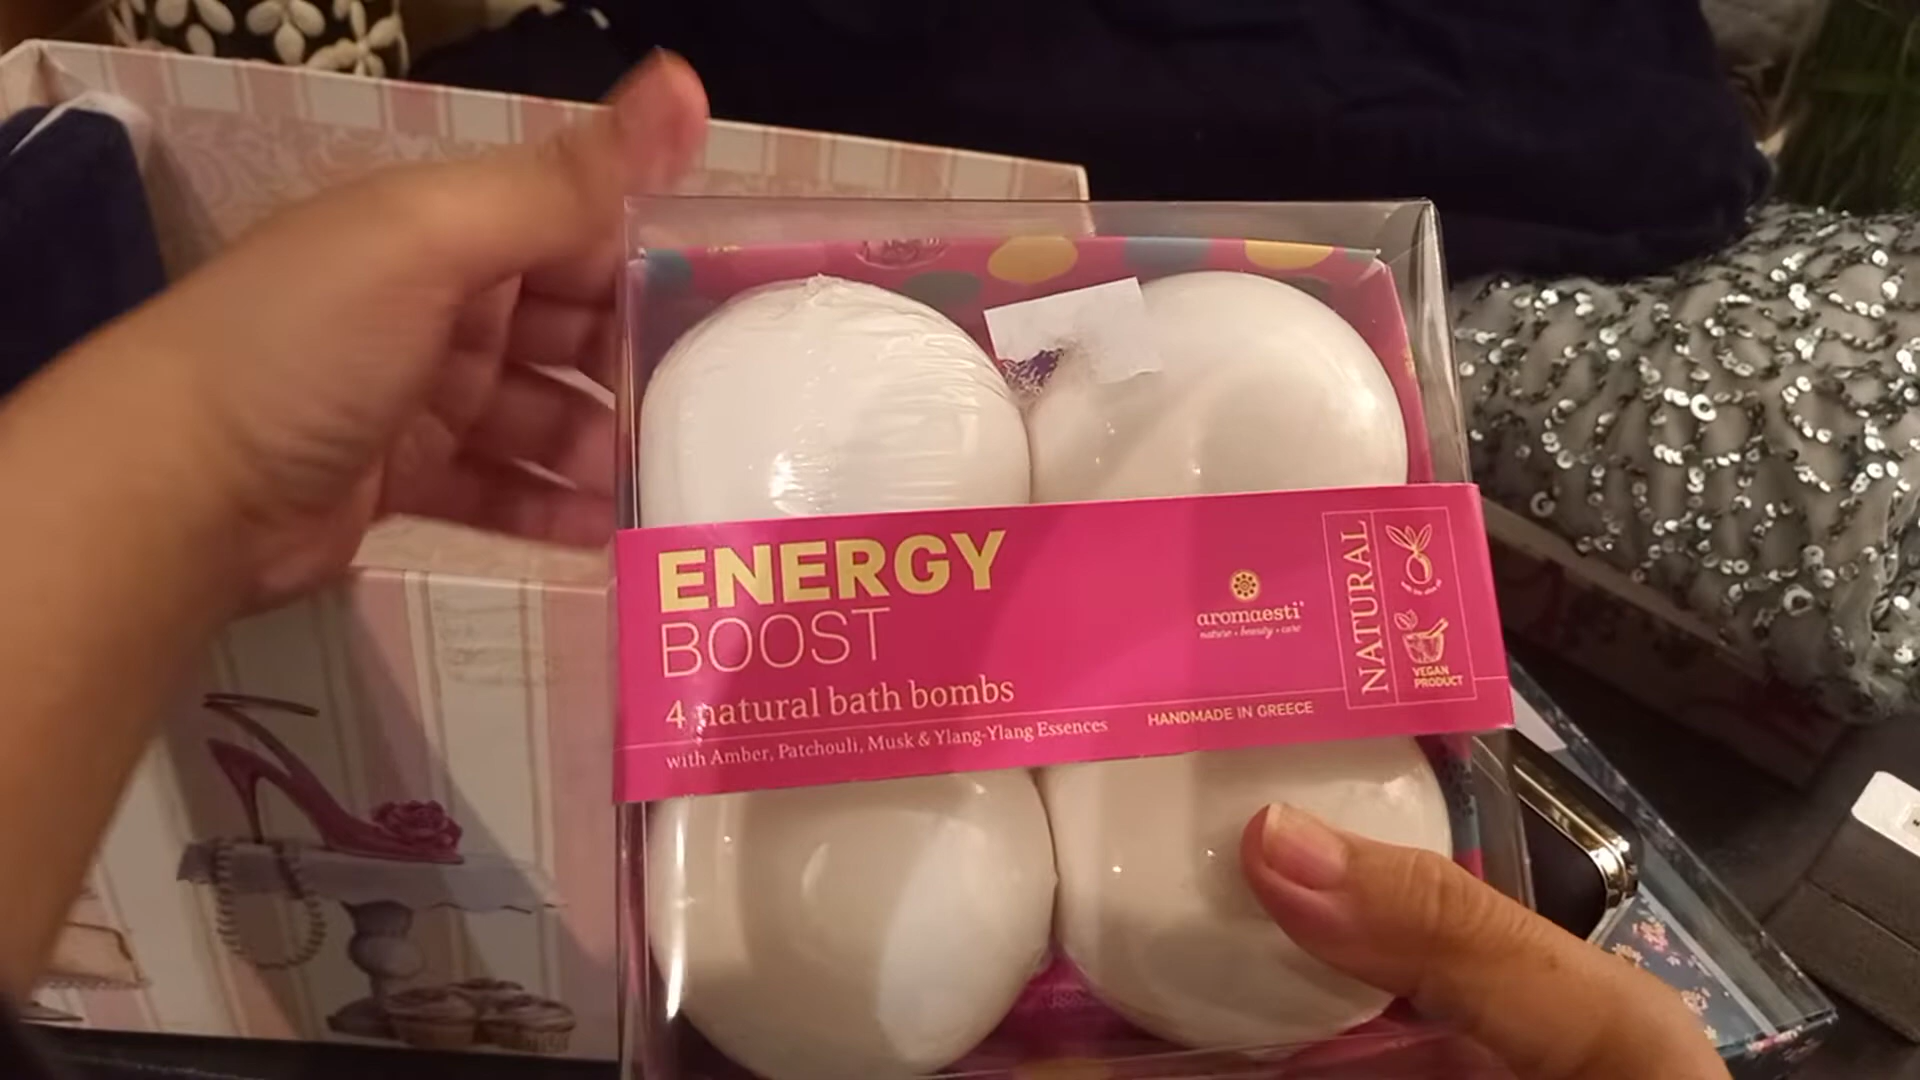 ENERGY
BOOST
4 natural bath bombs
with Amber, Patchouli, Musk & Ylang-Ylang Essences
HANDMADE IN GREECE
aromaesti
nature • beauty • care
NATURAL
VEGAN
PRODUCT